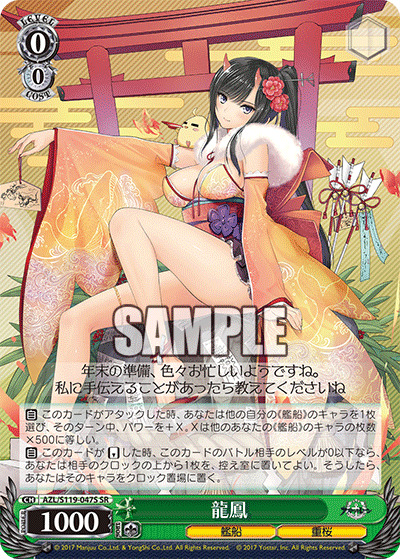 LEVEL
0
0
COST
SAMPLE
年末の準備、色々お忙しいようですね。
私に手伝えることがあったら教えてくださいね
自 このカードがアタックした時、あなたは他の自分の《艦船》のキャラを1枚
選び、そのターン中、パワーを+X。Xは他のあなたの《艦船》のキャラの枚数
×500に等しい。
自 このカードが【 】した時、このカードのバトル相手のレベルが0以下なら、
あなたは相手のクロックの上から1枚を、控え室に置いてよい。そうしたら、
あなたはそのキャラをクロック置場に置く。
CH AZL/S119-047S SR
龍鳳
POWER
1000
艦船
重桜
© 2017 Manjuu Co.,Ltd. & YongShi Co.,Ltd. All Rights Reserved. © 2017 Yostar, Inc. All Rights Reserved.